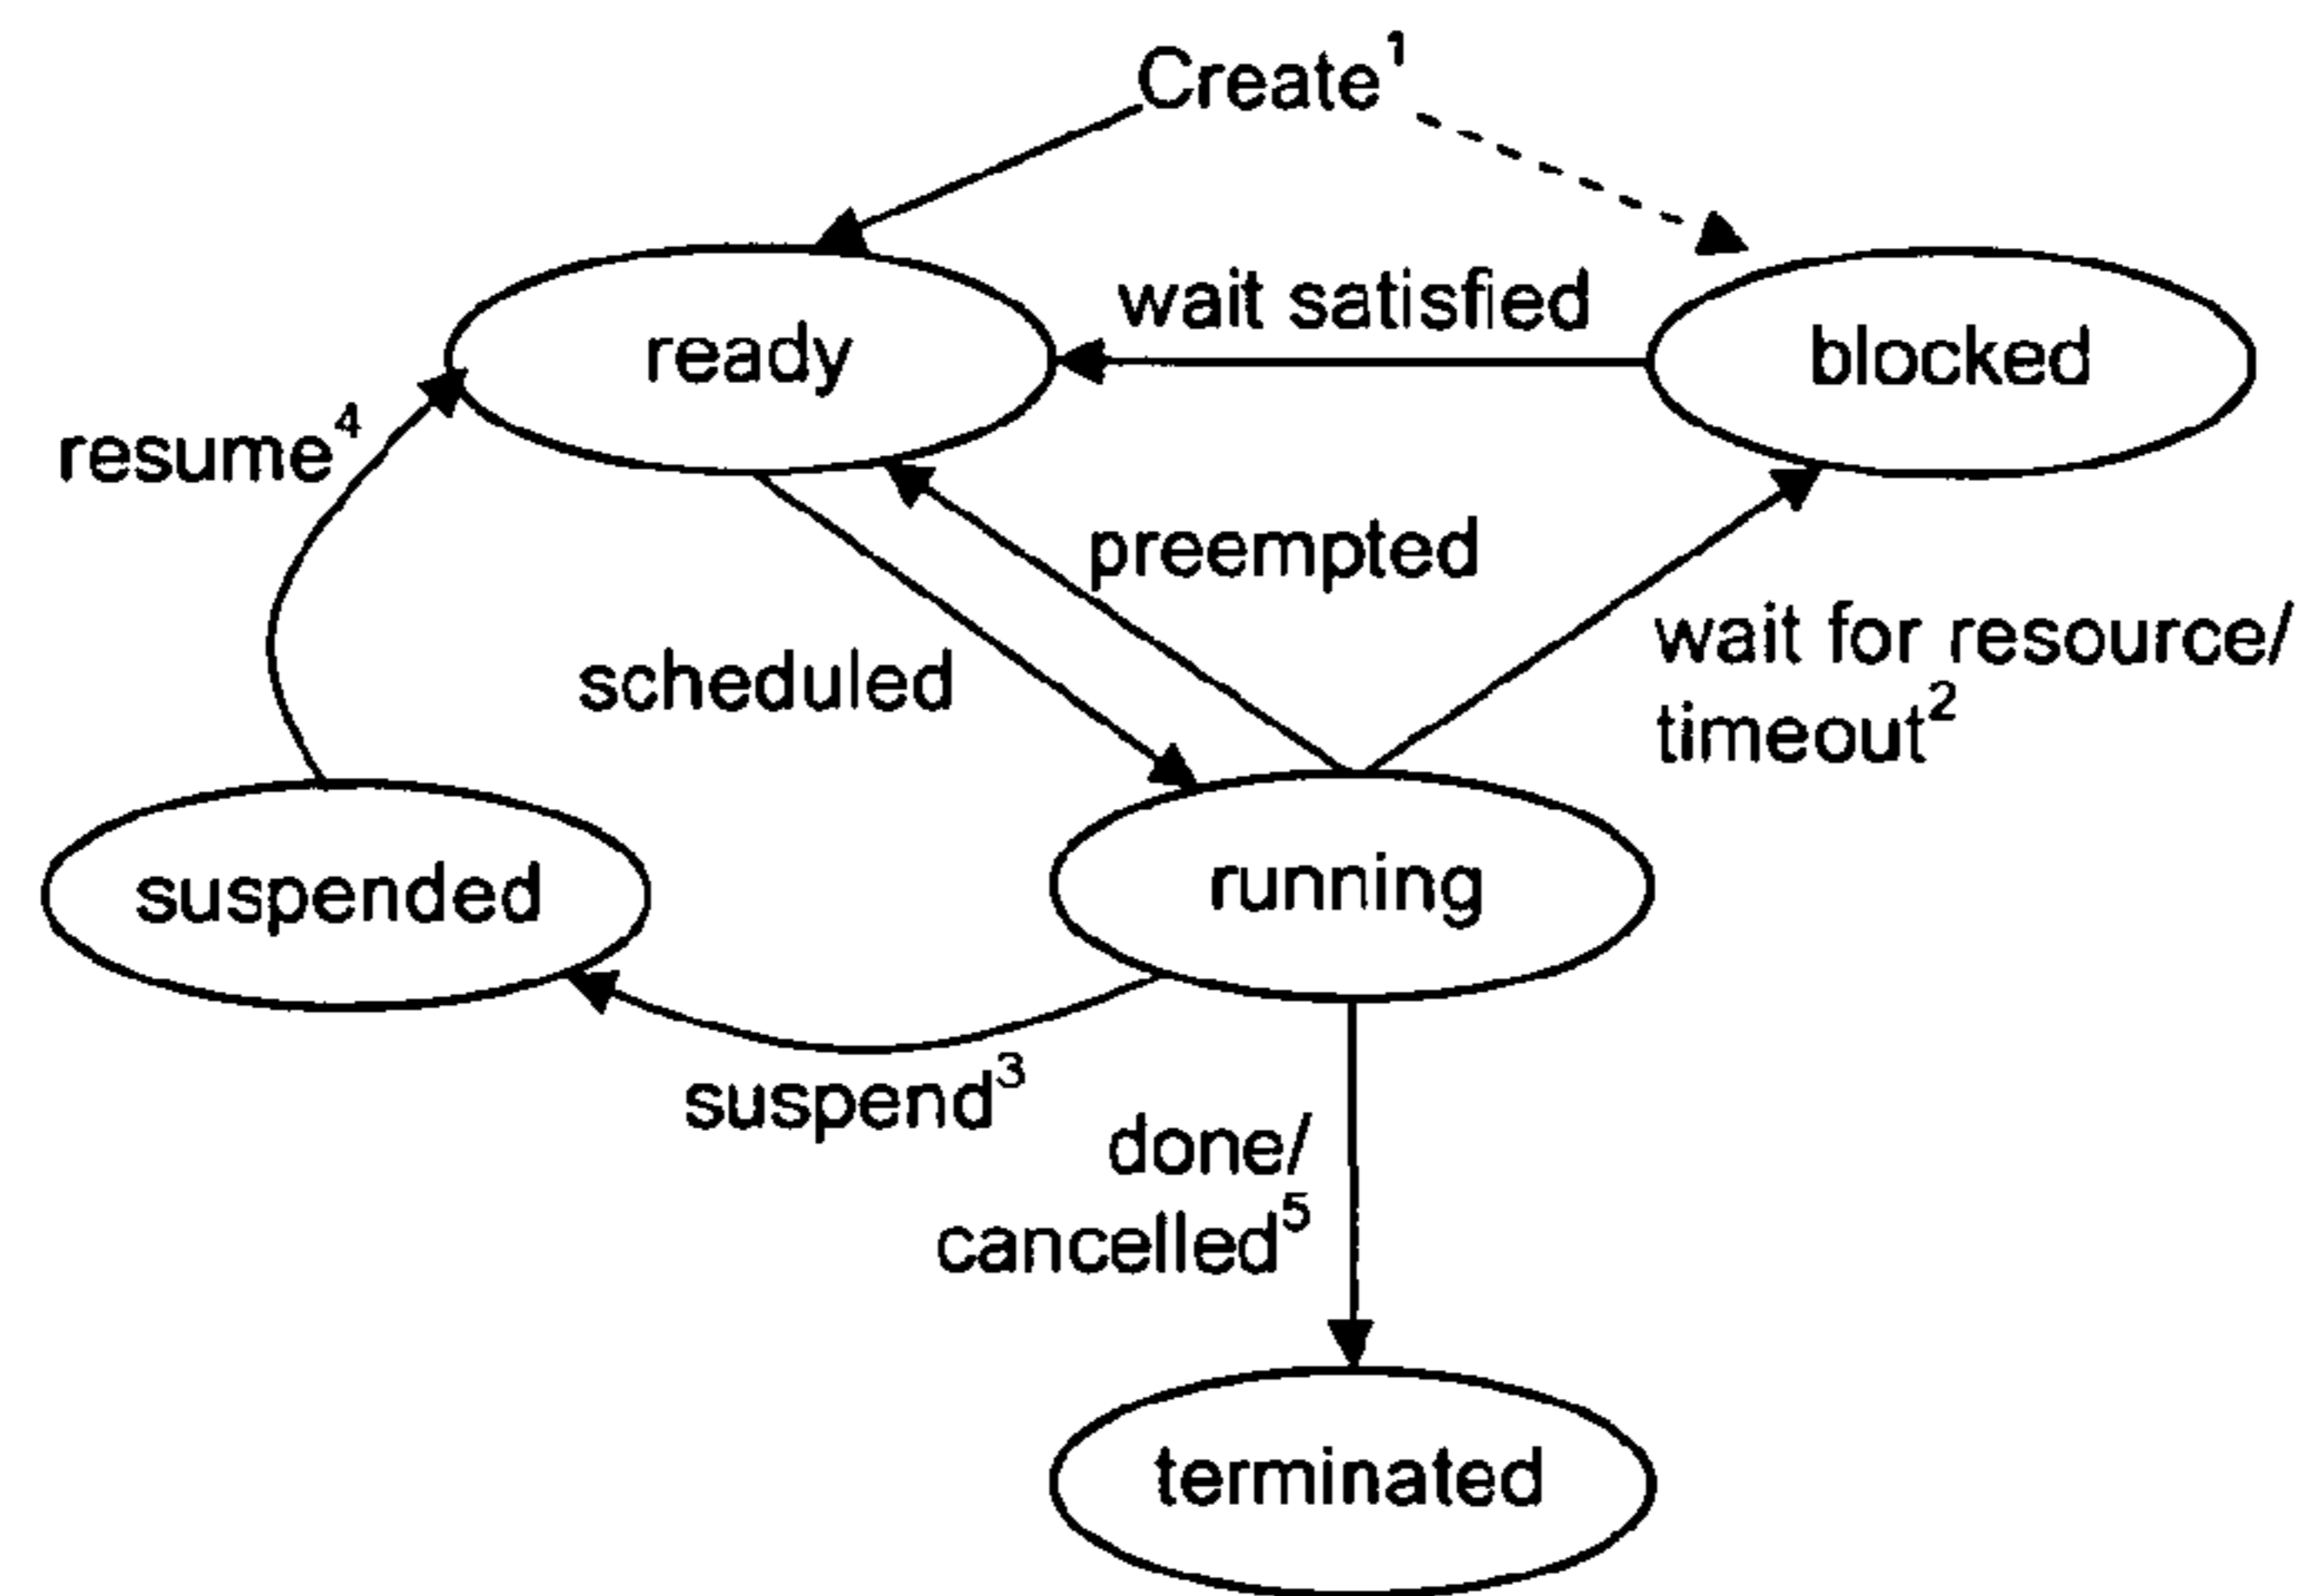 Create¹
wait satisfied
ready
blocked
resume⁴
preempted
wait for resource/
timeout²
scheduled
suspended
running
suspend³
done/
cancelled⁵
terminated